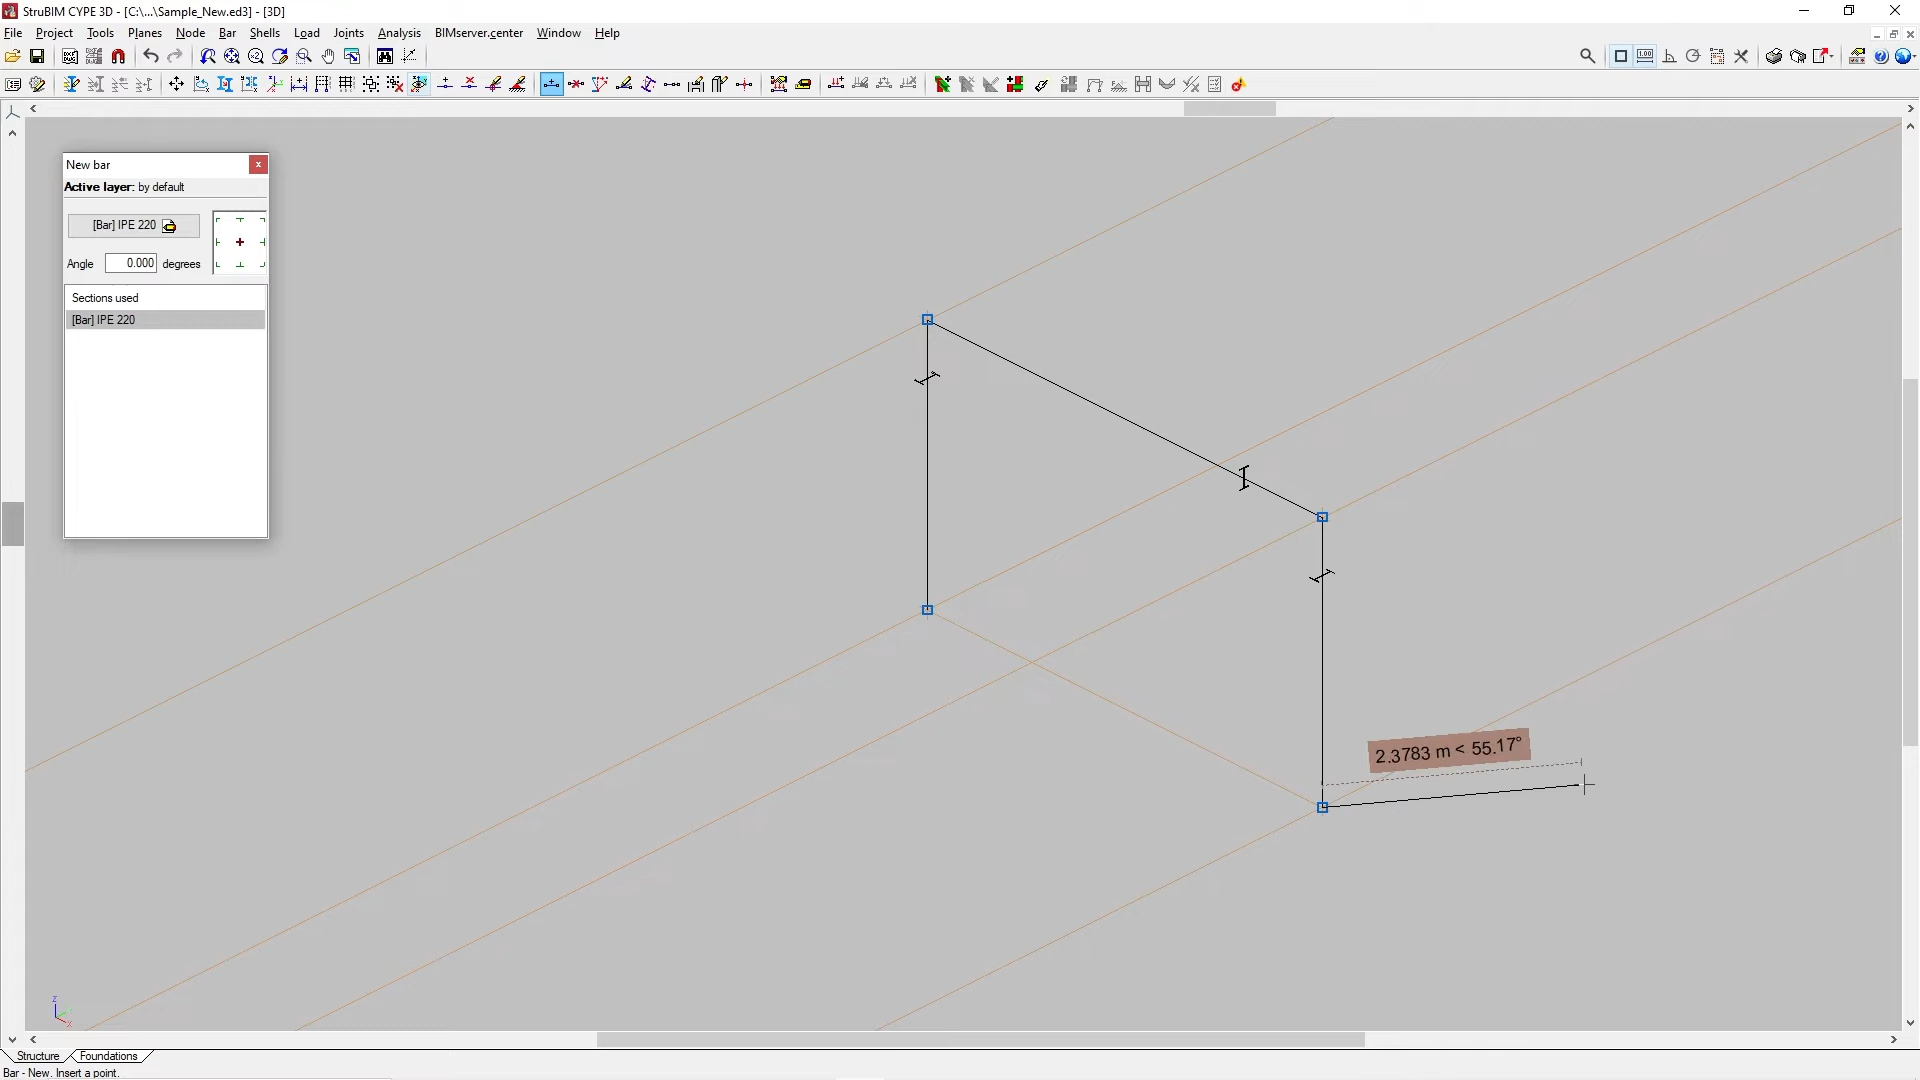 StruBIM CYPE 3D - [C:\...\Sample_New.ed3] - [3D]
File Project Tools Planes Node Bar Shells Load Joints Analysis BIMserver.center Window Help
New bar
Active layer: by default
[Bar] IPE 220
Angle 0.000 degrees
Sections used
[Bar] IPE 220
2.3783 m < 55.17°
Structure Foundations
Bar - New. Insert a point.